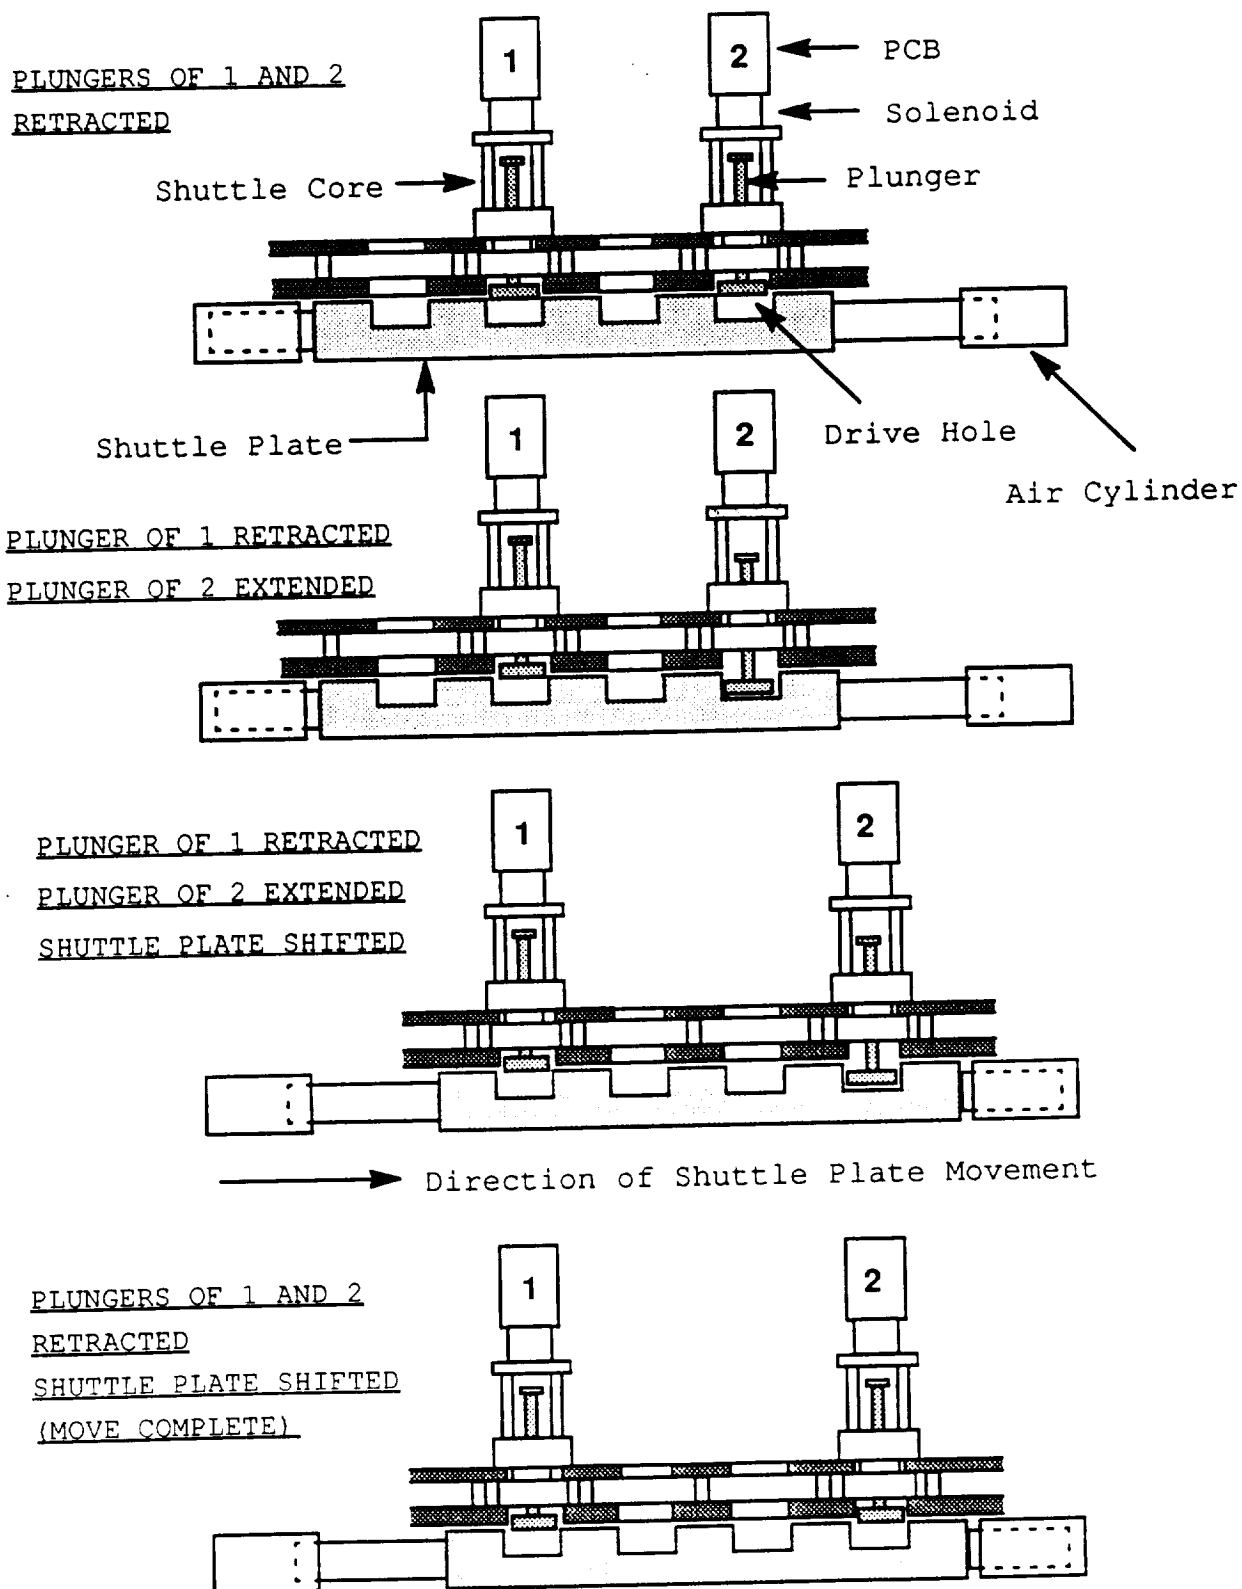 1
2
PCB
PLUNGERS OF 1 AND 2
RETRACTED
Solenoid
Shuttle Core
Plunger
Shuttle Plate
Drive Hole
Air Cylinder
1
2
PLUNGER OF 1 RETRACTED
PLUNGER OF 2 EXTENDED
1
2
PLUNGER OF 1 RETRACTED
PLUNGER OF 2 EXTENDED
SHUTTLE PLATE SHIFTED
Direction of Shuttle Plate Movement
1
2
PLUNGERS OF 1 AND 2
RETRACTED
SHUTTLE PLATE SHIFTED
(MOVE COMPLETE)